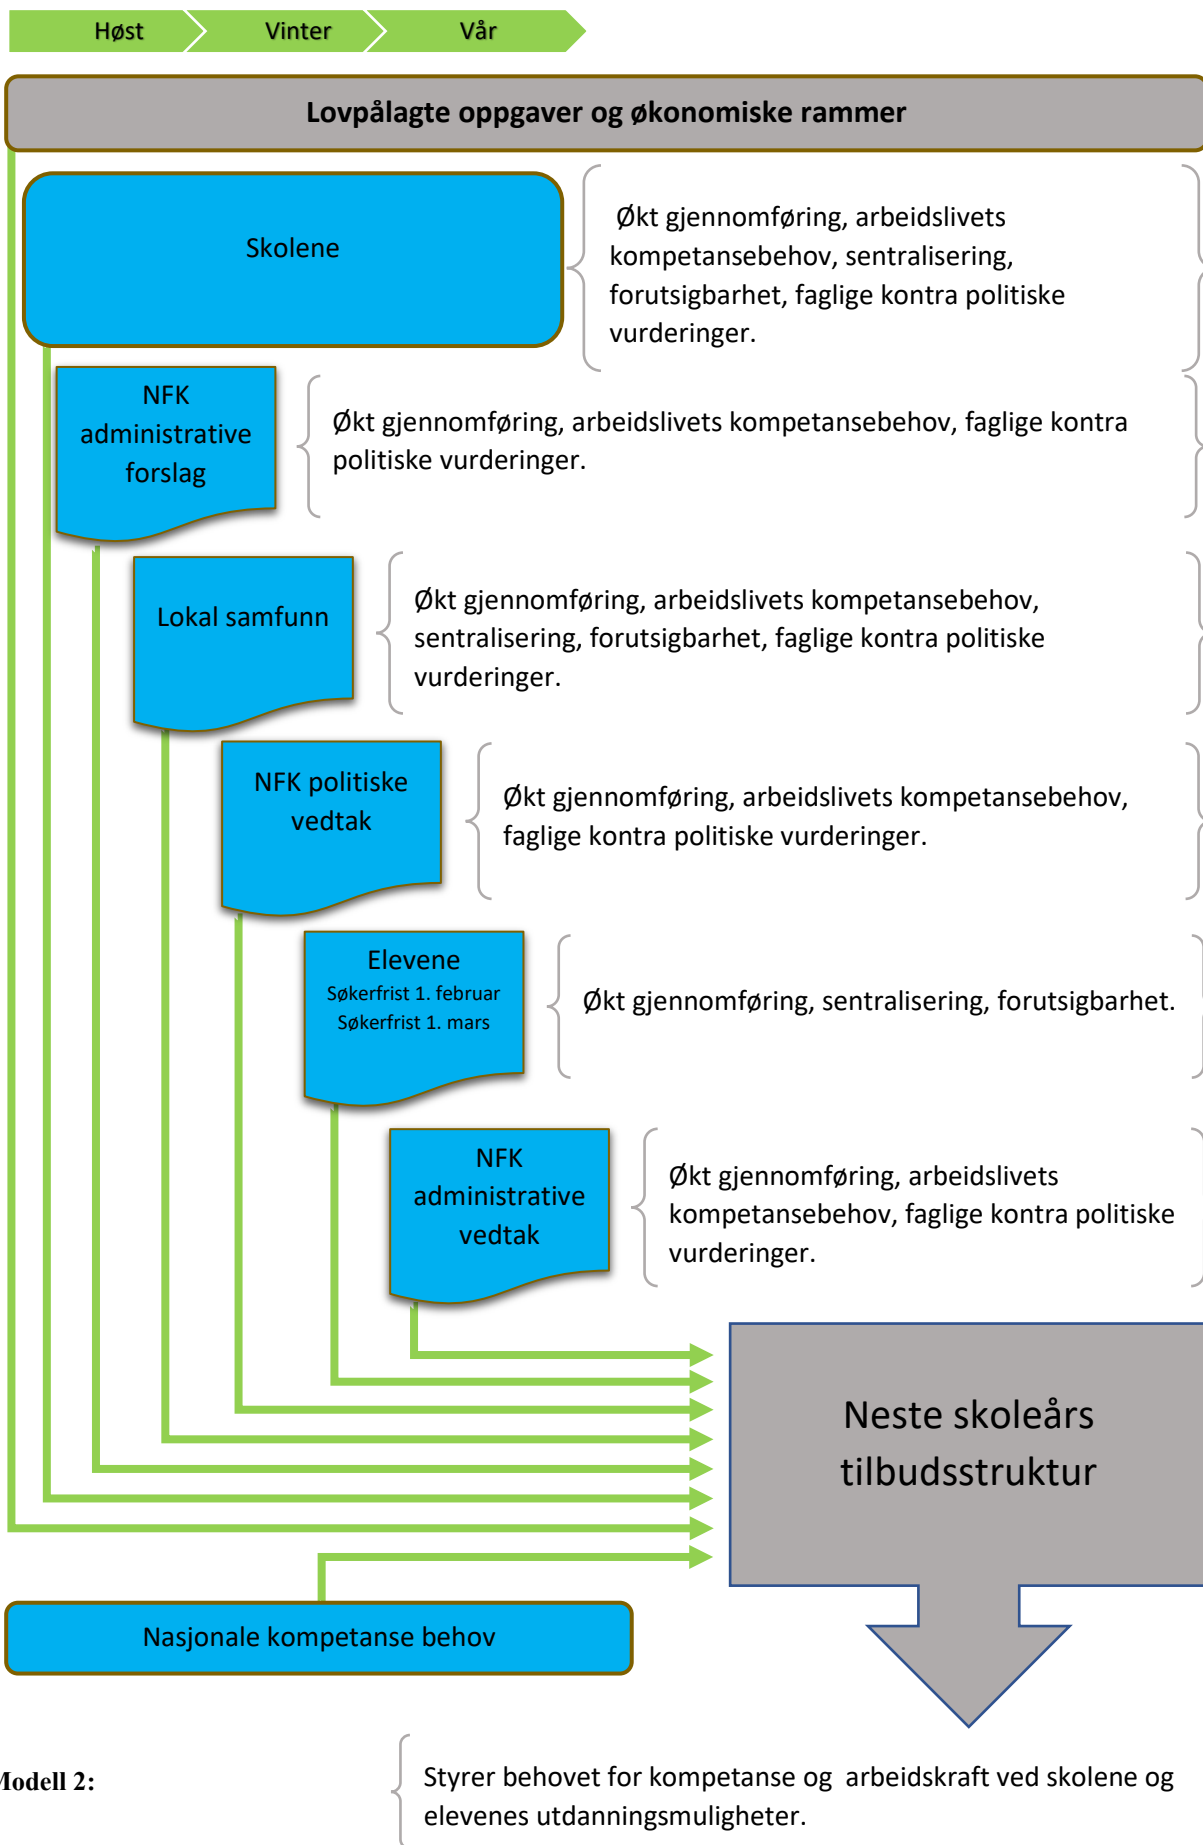 Høst Vinter Vår
Lovpålagte oppgaver og økonomiske rammer
Skolene
Økt gjennomføring, arbeidslivets
kompetansebehov, sentralisering,
forutsigbarhet, faglige kontra politiske
vurderinger.
NFK
administrative
forslag
Økt gjennomføring, arbeidslivets kompetansebehov, faglige kontra
politiske vurderinger.
Lokal samfunn
Økt gjennomføring, arbeidslivets kompetansebehov,
sentralisering, forutsigbarhet, faglige kontra politiske
vurderinger.
NFK politiske
vedtak
Økt gjennomføring, arbeidslivets kompetansebehov,
faglige kontra politiske vurderinger.
Elevene
Søkerfrist 1. februar
Søkerfrist 1. mars
Økt gjennomføring, sentralisering, forutsigbarhet.
NFK
administrative
vedtak
Økt gjennomføring, arbeidslivets
kompetansebehov, faglige kontra politiske
vurderinger.
Neste skoleårs
tilbudsstruktur
Nasjonale kompetanse behov
Modell 2:
Styrer behovet for kompetanse og arbeidskraft ved skolene og
elevenes utdanningsmuligheter.